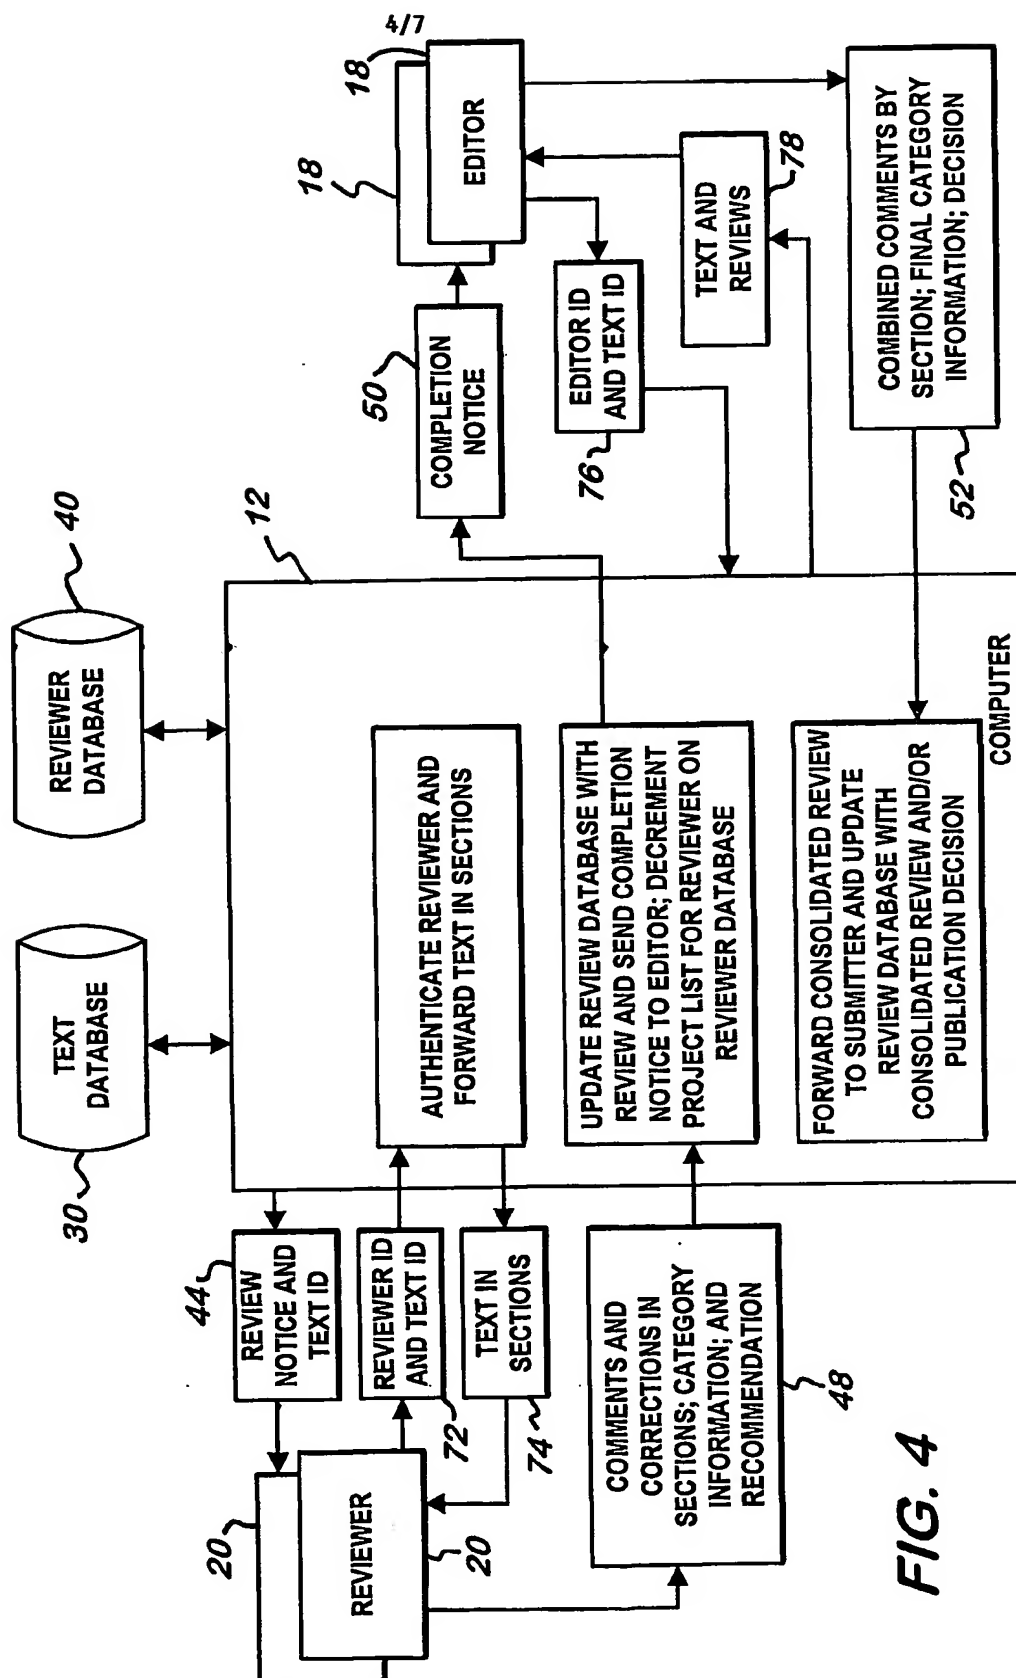 4/7
30
TEXT
DATABASE
40
REVIEWER
DATABASE
12
20
20
REVIEWER
44
REVIEW
NOTICE AND
TEXT ID
REVIEWER ID
AND TEXT ID
72
TEXT IN
SECTIONS
74
COMMENTS AND
CORRECTIONS IN
SECTIONS; CATEGORY
INFORMATION; AND
RECOMMENDATION
48
AUTHENTICATE REVIEWER AND
FORWARD TEXT IN SECTIONS
UPDATE REVIEW DATABASE WITH
REVIEW AND SEND COMPLETION
NOTICE TO EDITOR; DECREMENT
PROJECT LIST FOR REVIEWER ON
REVIEWER DATABASE
FORWARD CONSOLIDATED REVIEW
TO SUBMITTER AND UPDATE
REVIEW DATABASE WITH
CONSOLIDATED REVIEW AND/OR
PUBLICATION DECISION
COMPUTER
50
COMPLETION
NOTICE
18
18
EDITOR
EDITOR ID
AND TEXT ID
76
TEXT AND
REVIEWS
78
COMBINED COMMENTS BY
SECTION; FINAL CATEGORY
INFORMATION; DECISION
52
FIG. 4